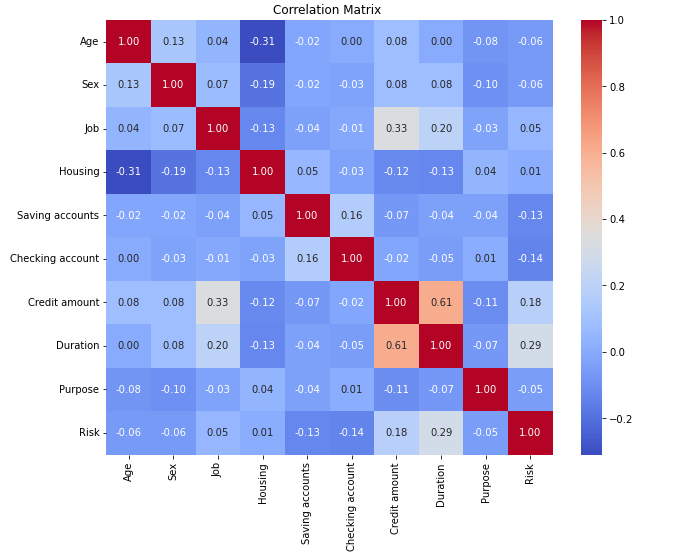 Correlation Matrix
Age 1.00 0.13 0.04 -0.31 -0.02 0.00 0.08 0.00 -0.08 -0.06
Sex 0.13 1.00 0.07 -0.19 -0.02 -0.03 0.08 0.08 -0.10 -0.06
Job 0.04 0.07 1.00 -0.13 -0.04 -0.01 0.33 0.20 -0.03 0.05
Housing -0.31 -0.19 -0.13 1.00 0.05 -0.03 -0.12 -0.13 0.04 0.01
Saving accounts -0.02 -0.02 -0.04 0.05 1.00 0.16 -0.07 -0.04 -0.04 -0.13
Checking account 0.00 -0.03 -0.01 -0.03 0.16 1.00 -0.02 -0.05 0.01 -0.14
Credit amount 0.08 0.08 0.33 -0.12 -0.07 -0.02 1.00 0.61 -0.11 0.18
Duration 0.00 0.08 0.20 -0.13 -0.04 -0.05 0.61 1.00 -0.07 0.29
Purpose -0.08 -0.10 -0.03 0.04 -0.04 0.01 -0.11 -0.07 1.00 -0.05
Risk -0.06 -0.06 0.05 0.01 -0.13 -0.14 0.18 0.29 -0.05 1.00
Age Sex Job Housing Saving accounts Checking account Credit amount Duration Purpose Risk
1.0
0.8
0.6
0.4
0.2
0.0
−0.2